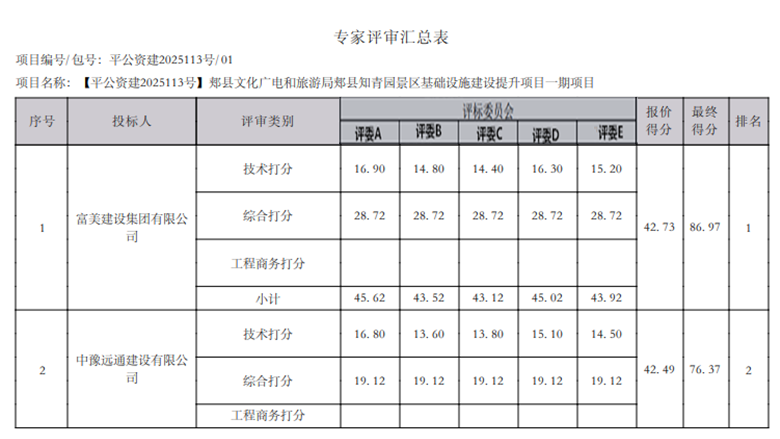 专家评审汇总表
项目编号/包号：平公资建2025113号/01
项目名称：【平公资建2025113号】郏县文化广电和旅游局郏县知青园景区基础设施建设提升项目一期项目
序号 投标人 评审类别 评标委员会 报价得分 最终得分 排名
评委A 评委B 评委C 评委D 评委E
1 富美建设集团有限公司 技术打分 16.90 14.80 14.40 16.30 15.20 42.73 86.97 1
综合打分 28.72 28.72 28.72 28.72 28.72
工程商务打分
小计 45.62 43.52 43.12 45.02 43.92
2 中豫远通建设有限公司 技术打分 16.80 13.60 13.80 15.10 14.50 42.49 76.37 2
综合打分 19.12 19.12 19.12 19.12 19.12
工程商务打分